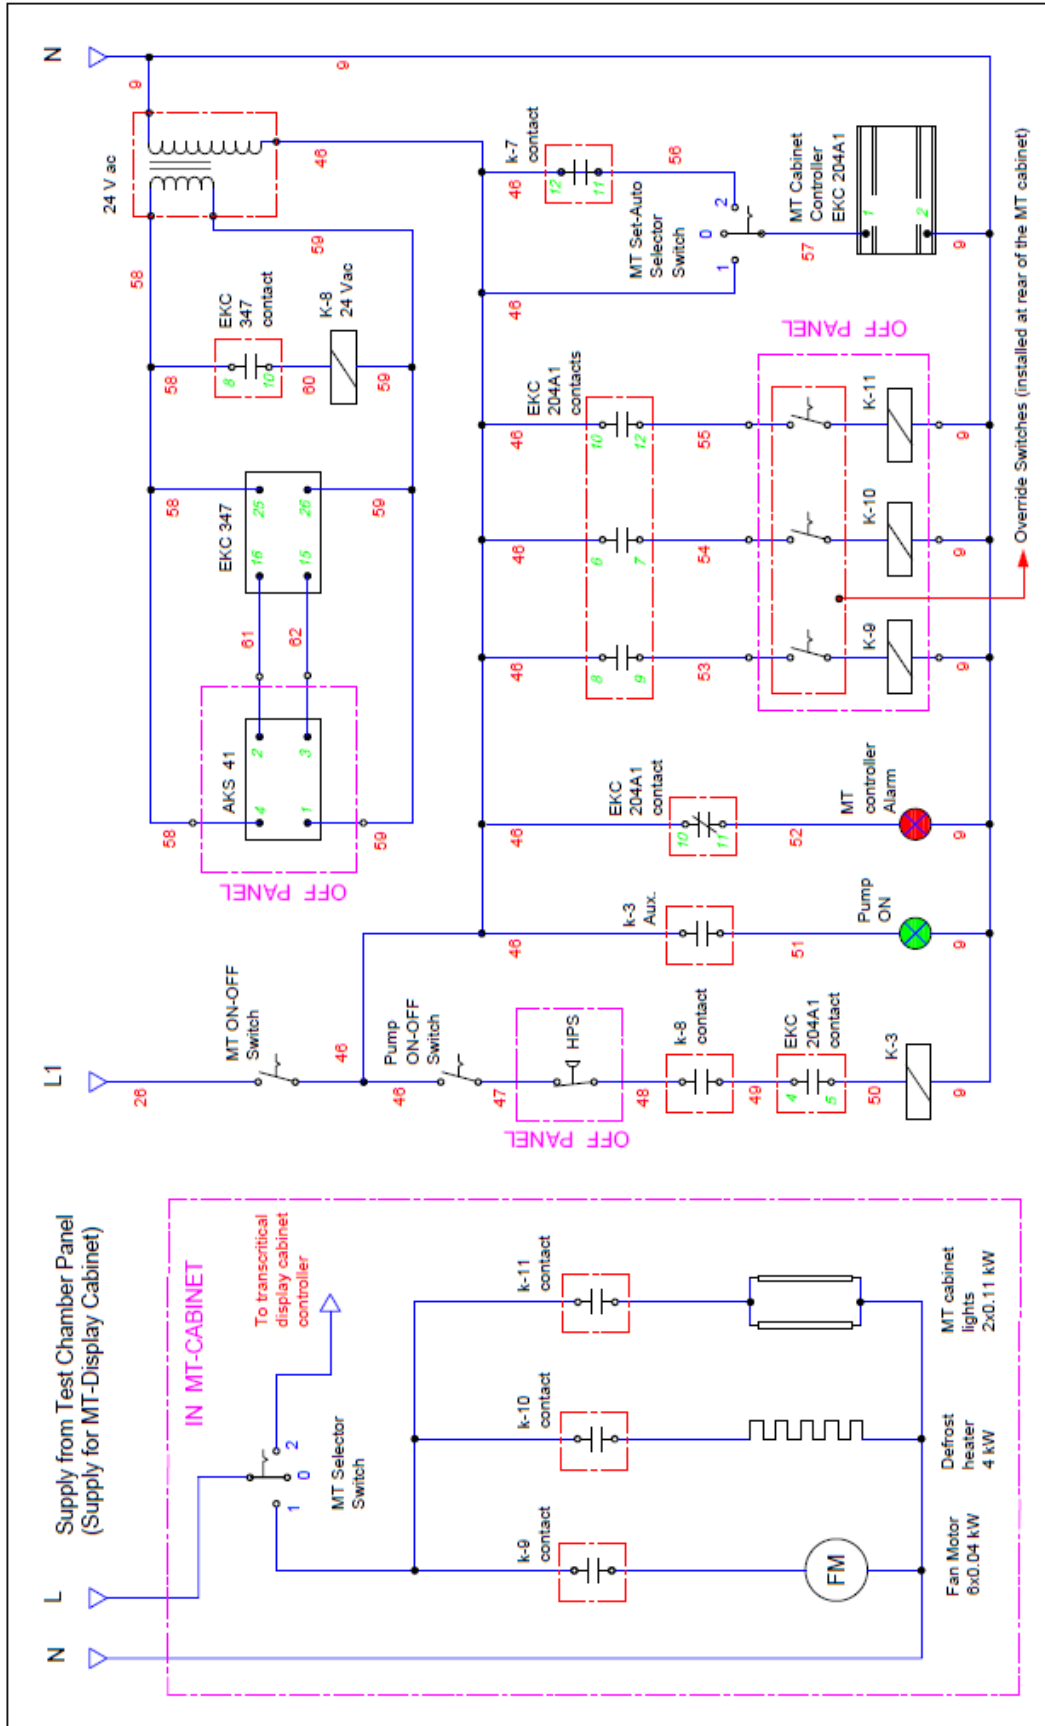 Supply from Test Chamber Panel
(Supply for MT-Display Cabinet)
N
L
IN MT-CABINET
To transcritical
display cabinet
controller
1
0
2
MT Selector
Switch
k-9
contact
k-10
contact
k-11
contact
FM
Fan Motor
6x0.04 kW
Defrost
heater
4 kW
MT cabinet
lights
2x0.11 kW
L1
26
MT ON-OFF
Switch
46
46
Pump
ON-OFF
Switch
47
HPS
OFF PANEL
48
k-8
contact
49
EKC
204A1
contact
4
5
50
K-3
9
46
k-3
Aux.
51
Pump
ON
9
46
EKC
204A1
contact
10
11
52
MT
controller
Alarm
9
58
AKS 41
4
2
1
3
59
OFF PANEL
61
62
EKC 347
16
25
15
26
58
59
58
EKC
347
contact
8
10
60
K-8
24 Vac
59
58
59
24 V ac
9
46
N
9
46
8
9
53
K-9
9
46
6
7
54
K-10
9
46
EKC
204A1
contacts
10
12
55
K-11
9
OFF PANEL
46
46
k-7
contact
12
11
56
MT Set-Auto
Selector
Switch
1
0
2
57
MT Cabinet
Controller
EKC 204A1
1
2
9
Override Switches (installed at rear of the MT cabinet)